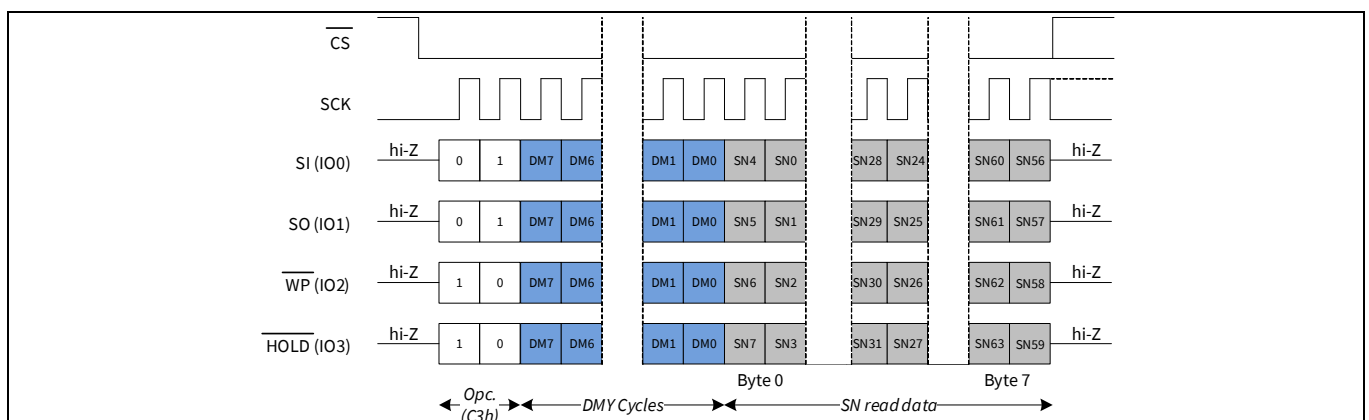 CS
SCK
SI (IO0) hi-Z 0 1 DM7 DM6 DM1 DM0 SN4 SN0 SN28 SN24 SN60 SN56 hi-Z
SO (IO1) hi-Z 0 1 DM7 DM6 DM1 DM0 SN5 SN1 SN29 SN25 SN61 SN57 hi-Z
WP (IO2) hi-Z 1 0 DM7 DM6 DM1 DM0 SN6 SN2 SN30 SN26 SN62 SN58 hi-Z
HOLD (IO3) hi-Z 1 0 DM7 DM6 DM1 DM0 SN7 SN3 SN31 SN27 SN63 SN59 hi-Z
Byte 0 Byte 7
Opc. (C3h) DMY Cycles SN read data